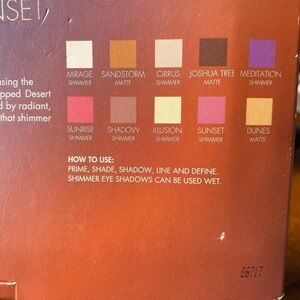 NSET
MIRAGE SANDSTORM CIRRUS JOSHUA TREE MEDITATION
SHIMMER MATTE SHIMMER MATTE SHIMMER
sing the
pped Desert
d by radiant,
that shimmer
SUNRISE SHADOW ILLUSION SUNSET DUNES
SHIMMER SHIMMER SHIMMER SHIMMER MATTE
HOW TO USE:
PRIME, SHADE, SHADOW, LINE AND DEFINE.
SHIMMER EYE SHADOWS CAN BE USED WET.
D8717